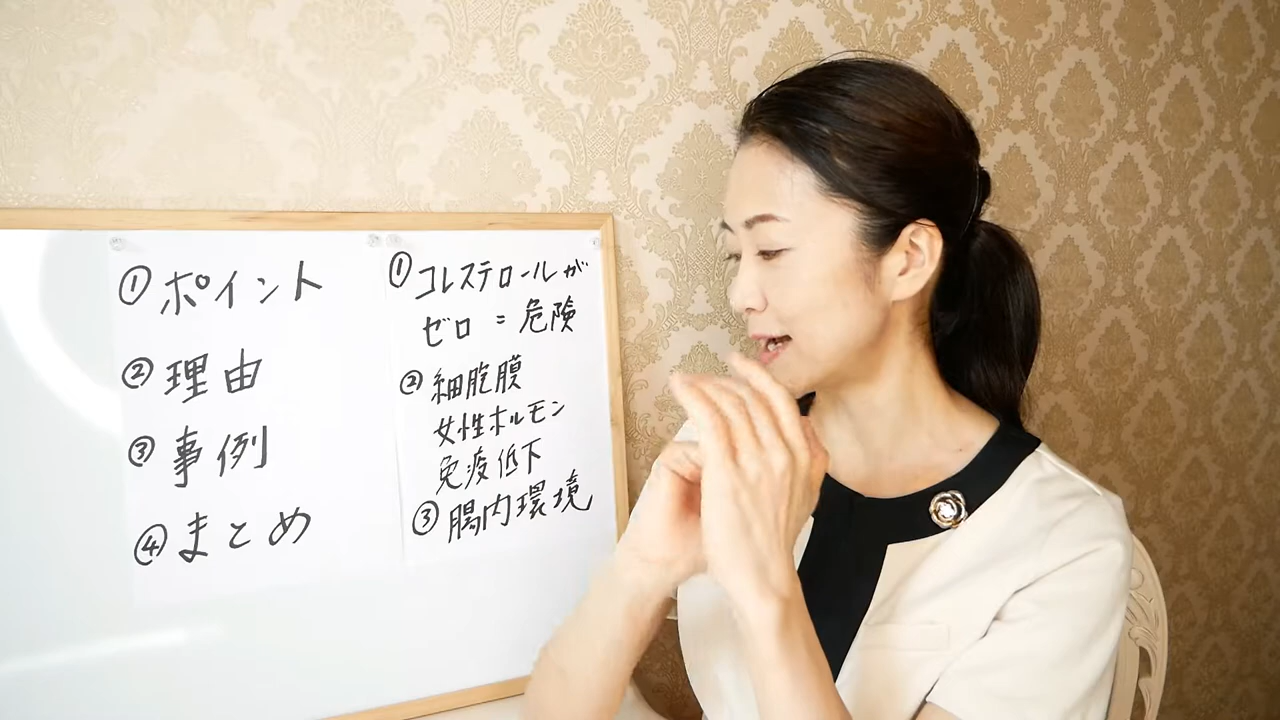 ① ポイント
② 理由
③ 事例
④ まとめ
① コレステロールが
ゼロ = 危険
② 細胞膜
女性ホルモン
免疫低下
③ 腸内環境